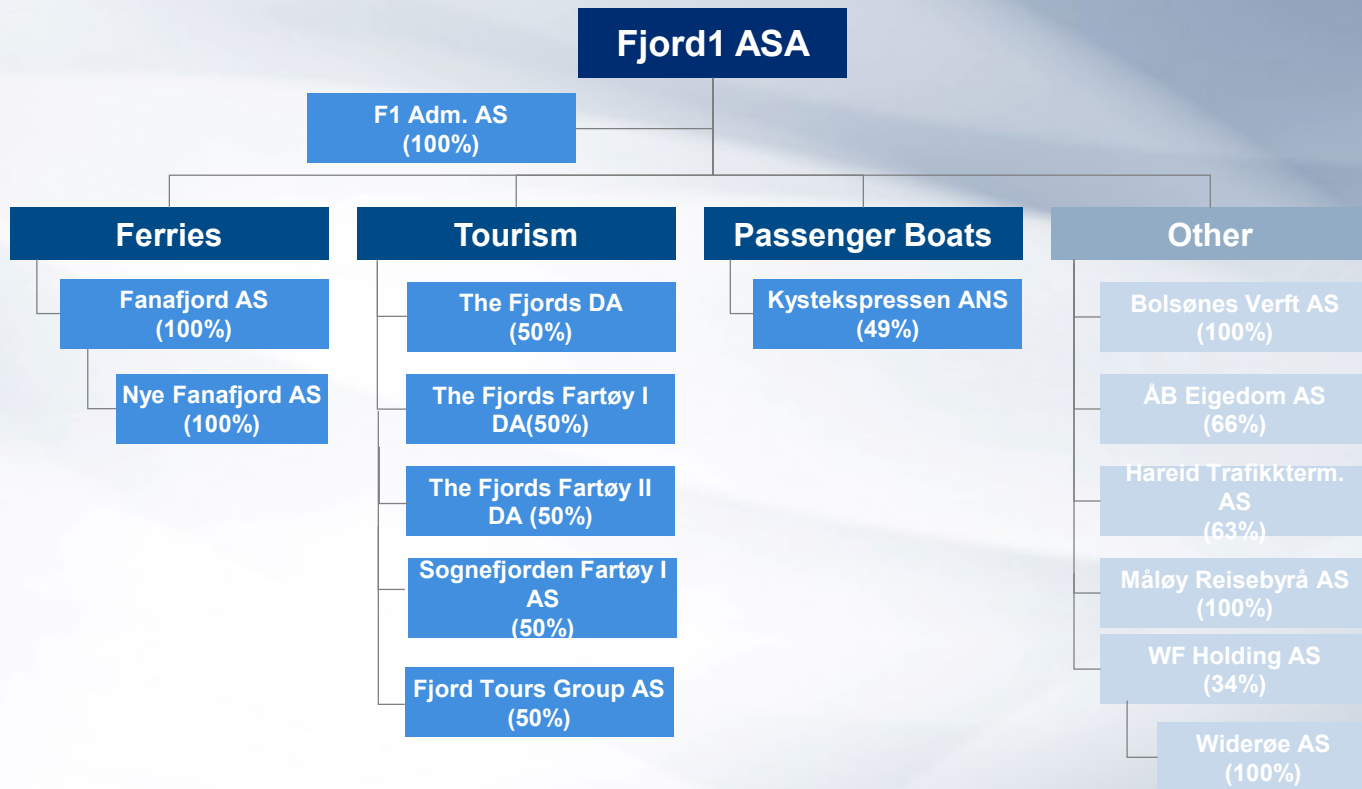 Fjord1 ASA
F1 Adm. AS
(100%)
Ferries
Fanafjord AS
(100%)
Nye Fanafjord AS
(100%)
Tourism
The Fjords DA
(50%)
The Fjords Fartøy I
DA(50%)
The Fjords Fartøy II
DA (50%)
Sognefjorden Fartøy I
AS
(50%)
Fjord Tours Group AS
(50%)
Passenger Boats
Kystekspressen ANS
(49%)
Other
Bolsønes Verft AS
(100%)
ÅB Eigedom AS
(66%)
Hareid Trafikkterm.
AS
(63%)
Måløy Reisebyrå AS
(100%)
WF Holding AS
(34%)
Widerøe AS
(100%)